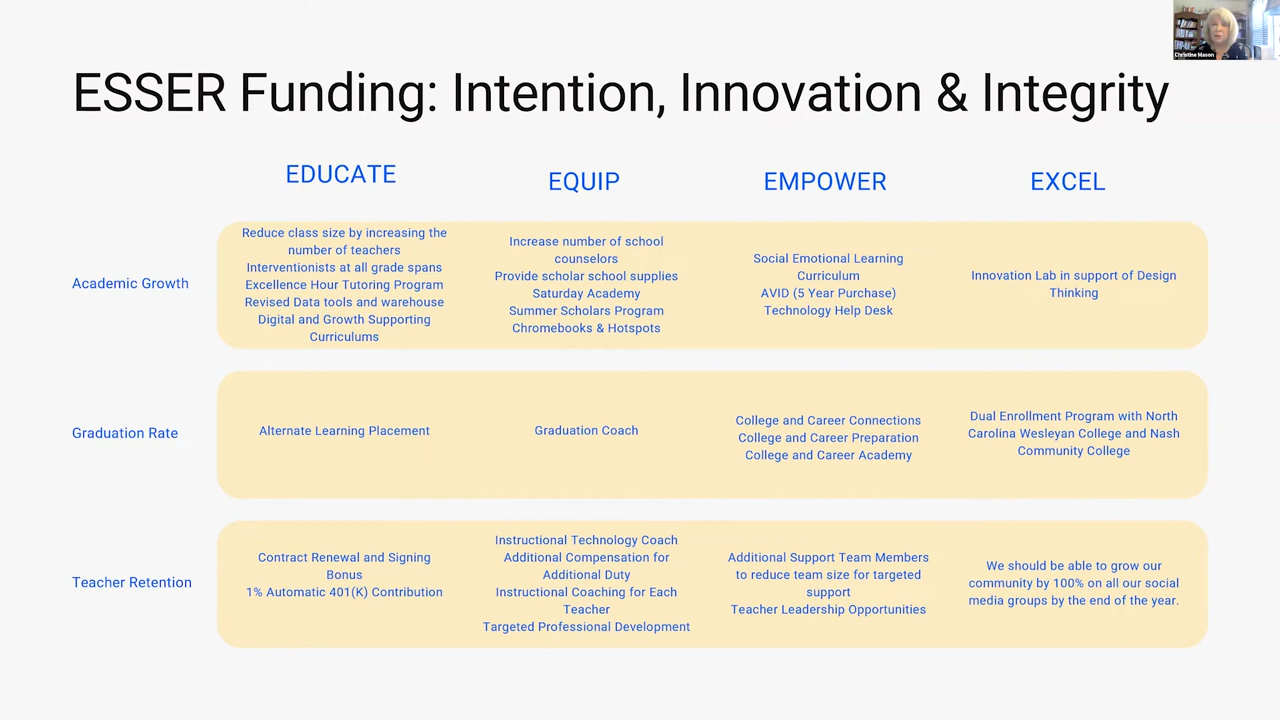 Christine Mason
ESSER Funding: Intention, Innovation & Integrity
EDUCATE
EQUIP
EMPOWER
EXCEL
Academic Growth
Reduce class size by increasing the
number of teachers
Interventionists at all grade spans
Excellence Hour Tutoring Program
Revised Data tools and warehouse
Digital and Growth Supporting
Curriculums
Increase number of school
counselors
Provide scholar school supplies
Saturday Academy
Summer Scholars Program
Chromebooks & Hotspots
Social Emotional Learning
Curriculum
AVID (5 Year Purchase)
Technology Help Desk
Innovation Lab in support of Design
Thinking
Graduation Rate
Alternate Learning Placement
Graduation Coach
College and Career Connections
College and Career Preparation
College and Career Academy
Dual Enrollment Program with North
Carolina Wesleyan College and Nash
Community College
Teacher Retention
Contract Renewal and Signing
Bonus
1% Automatic 401(K) Contribution
Instructional Technology Coach
Additional Compensation for
Additional Duty
Instructional Coaching for Each
Teacher
Targeted Professional Development
Additional Support Team Members
to reduce team size for targeted
support
Teacher Leadership Opportunities
We should be able to grow our
community by 100% on all our social
media groups by the end of the year.